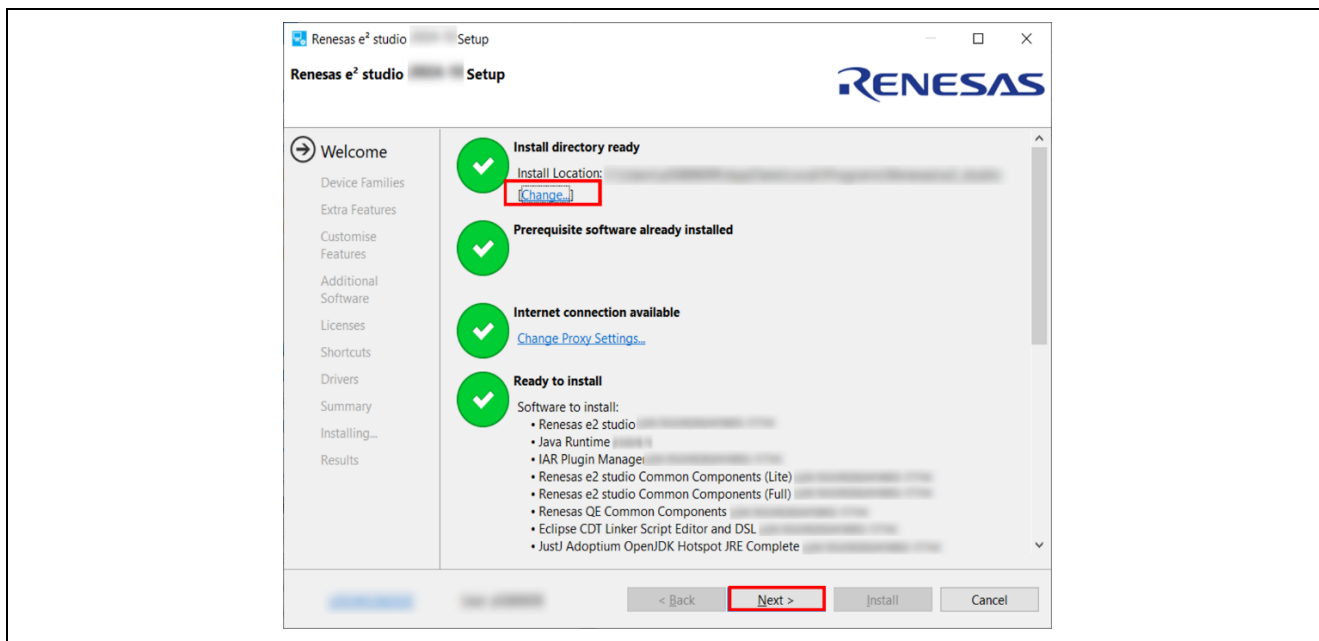 Renesas e² studio Setup
Renesas e² studio Setup
RENESAS
Welcome
Device Families
Extra Features
Customise
Features
Additional
Software
Licenses
Shortcuts
Drivers
Summary
Installing...
Results
Install directory ready
Install Location:
[Change...]
Prerequisite software already installed
Internet connection available
Change Proxy Settings...
Ready to install
Software to install:
• Renesas e2 studio
• Java Runtime
• IAR Plugin Manager
• Renesas e2 studio Common Components (Lite)
• Renesas e2 studio Common Components (Full)
• Renesas QE Common Components
• Eclipse CDT Linker Script Editor and DSL
• JustJ Adoptium OpenJDK Hotspot JRE Complete
< Back Next > Install Cancel